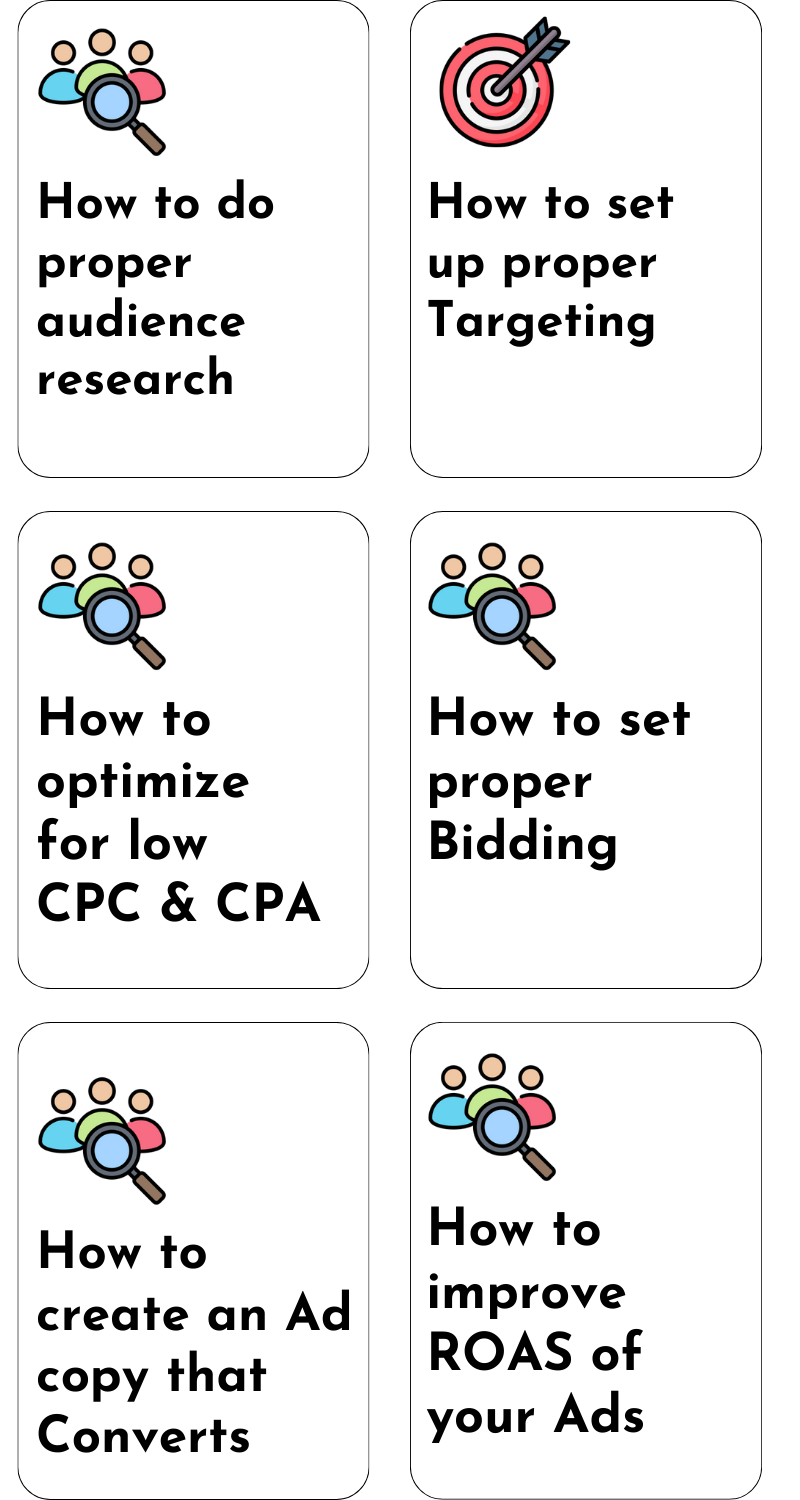 How to do
proper
audience
research
How to set
up proper
Targeting
How to
optimize
for low
CPC & CPA
How to set
proper
Bidding
How to
create an Ad
copy that
Converts
How to
improve
ROAS of
your Ads